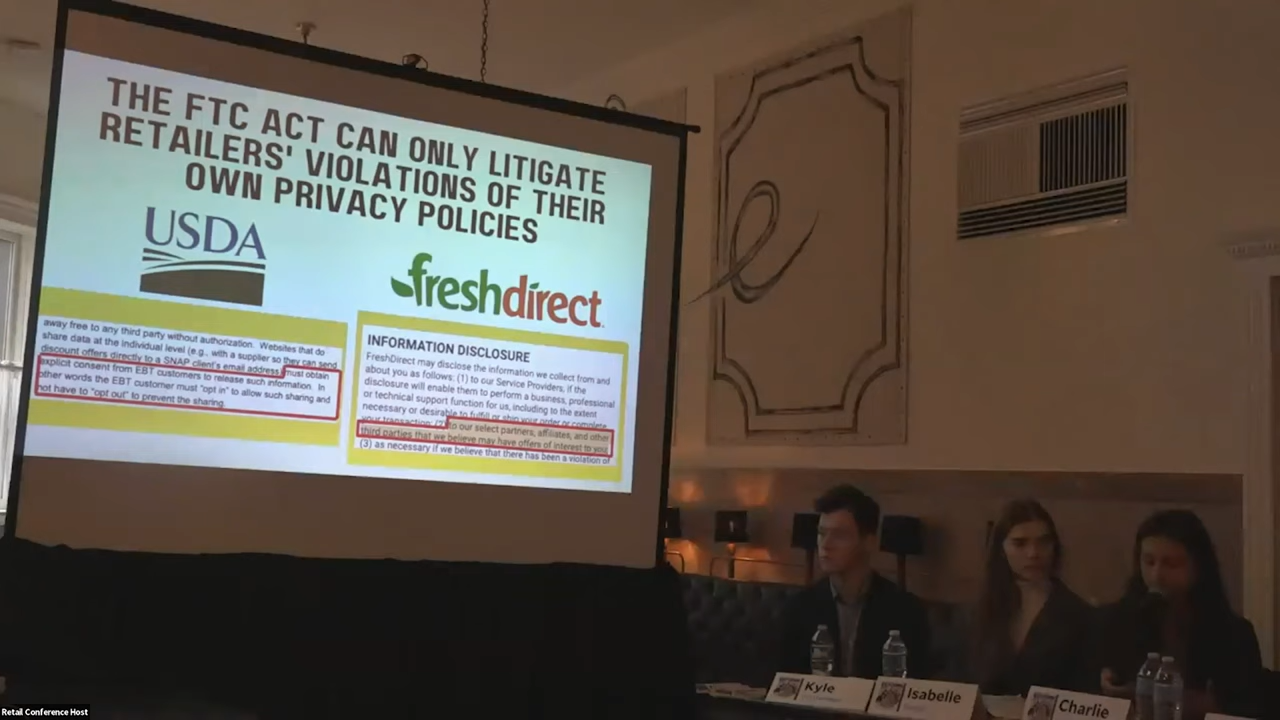 THE FTC ACT CAN ONLY LITIGATE
RETAILERS' VIOLATIONS OF THEIR
OWN PRIVACY POLICIES
USDA
freshdirect.
away free to any third party without authorization. Websites that do
share data at the individual level (e.g., with a supplier so they can send
discount offers directly to a SNAP client's email address) must obtain
explicit consent from EBT customers to release such information. In
other words the EBT customer must "opt in" to allow such sharing and
not have to "opt out" to prevent the sharing.
INFORMATION DISCLOSURE
FreshDirect may disclose the information we collect from and
about you as follows: (1) to our Service Providers, if the
disclosure will enable them to perform a business, professional
or technical support function for us, including to the extent
necessary or desirable to fulfill or ship your order or complete
your transaction; (2) to our select partners, affiliates, and other
third parties that we believe may have offers of interest to you;
(3) as necessary if we believe that there has been a violation of
e
Kyle
Isabelle
Charlie
Retail Conference Host